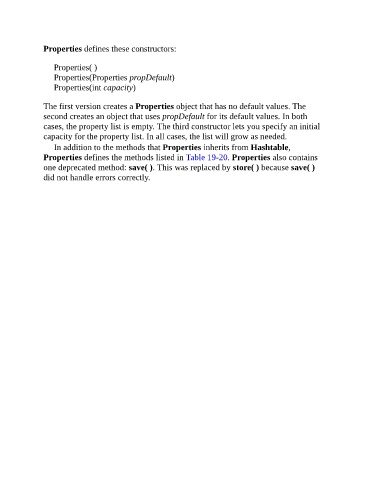 Properties defines these constructors:
Properties( )
Properties(Properties propDefault)
Properties(int capacity)
The first version creates a Properties object that has no default values. The
second creates an object that uses propDefault for its default values. In both
cases, the property list is empty. The third constructor lets you specify an initial
capacity for the property list. In all cases, the list will grow as needed.
In addition to the methods that Properties inherits from Hashtable,
Properties defines the methods listed in Table 19-20. Properties also contains
one deprecated method: save( ). This was replaced by store( ) because save( )
did not handle errors correctly.